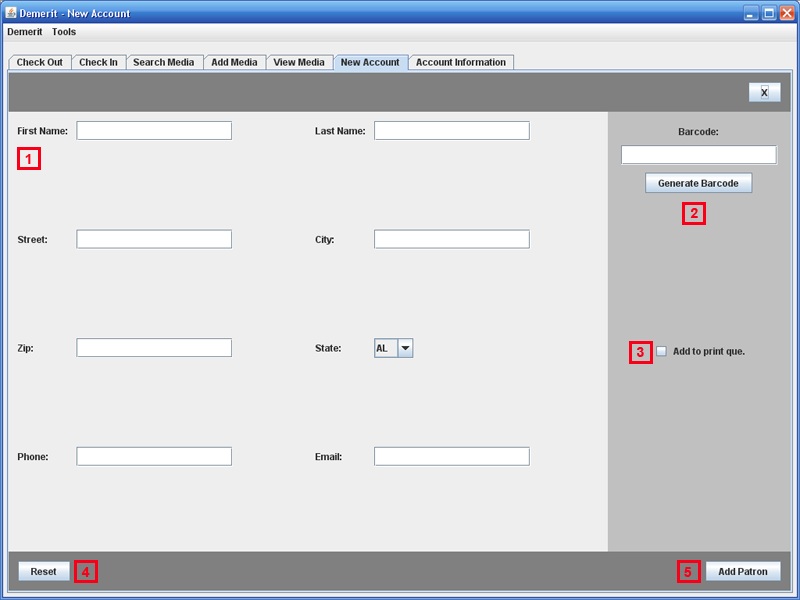 Demerit - New Account
Demerit Tools
Check Out Check In Search Media Add Media View Media New Account Account Information
X
First Name: Last Name: Barcode:
1
Generate Barcode
2
Street: City:
Zip: State: AL 3 Add to print que.
Phone: Email:
Reset 4 5 Add Patron